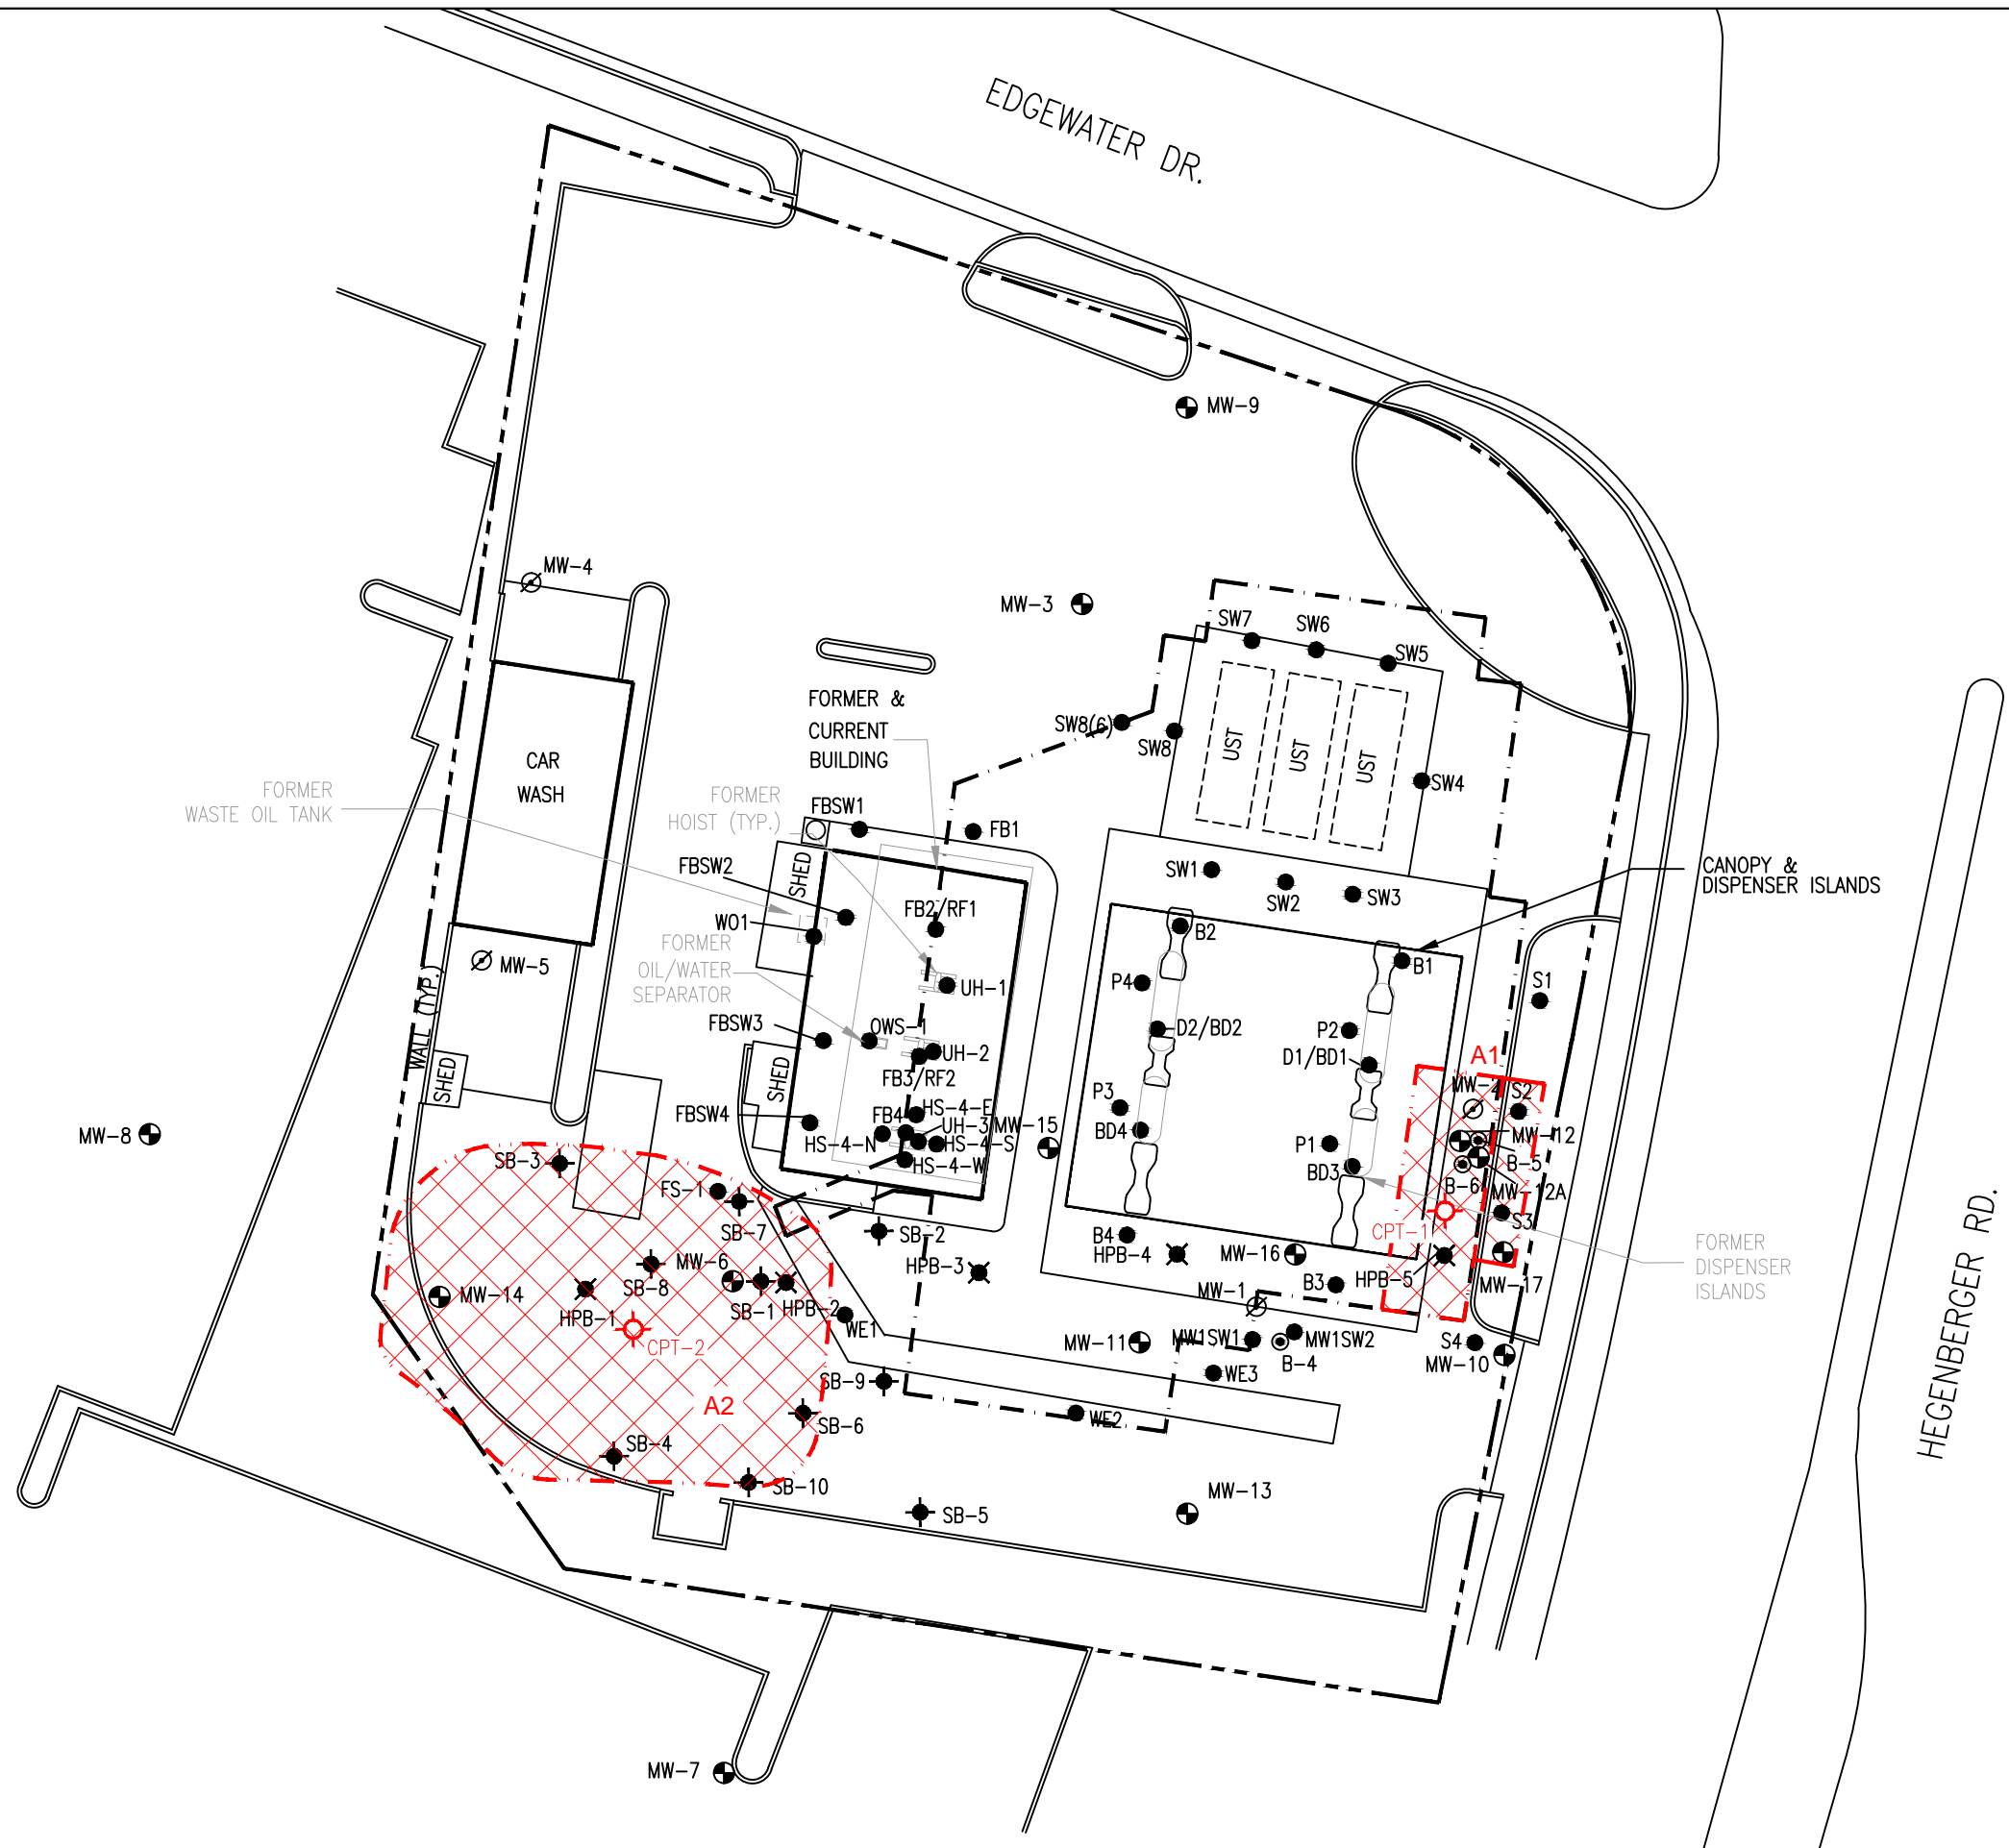 EDGEWATER DR.
MW-9
MW-4
MW-3
SW7
SW6
SW5
FORMER &
CURRENT
BUILDING
SW8(6)
SW8
UST
UST
UST
SW4
CAR
WASH
FORMER
WASTE OIL TANK
FORMER
HOIST (TYP.)
FBSW1
FB1
SHED
FBSW2
SW1
SW2
SW3
CANOPY &
DISPENSER ISLANDS
FB2/RF1
WO1
B2
FORMER
OIL/WATER
SEPARATOR
MW-5
B1
WALL (TYP.)
P4
UH-1
S1
FBSW3
OWS-1
D2/BD2
P2
UH-2
D1/BD1
A1
SHED
SHED
FB3/RF2
S2
P3
FBSW4
FB4
HS-4-E
UH-3
MW-15
BD4
MW-12
MW-8
HS-4-N
HS-4-S
P1
B-5
SB-3
HS-4-W
BD3
FS-1
B-6
MW-12A
SB-7
S3
SB-2
B4
CPT-1
HPB-4
MW-16
MW-6
HPB-3
FORMER
DISPENSER
ISLANDS
SB-8
HPB-5
MW-17
MW-14
SB-1
HPB-2
MW-1
B3
HPB-1
WE1
CPT-2
MW-11
MW1SW1
MW1SW2
S4
B-4
MW-10
SB-9
WE3
A2
SB-6
WE2
SB-4
SB-10
SB-5
MW-13
HEGENBERGER RD.
MW-7